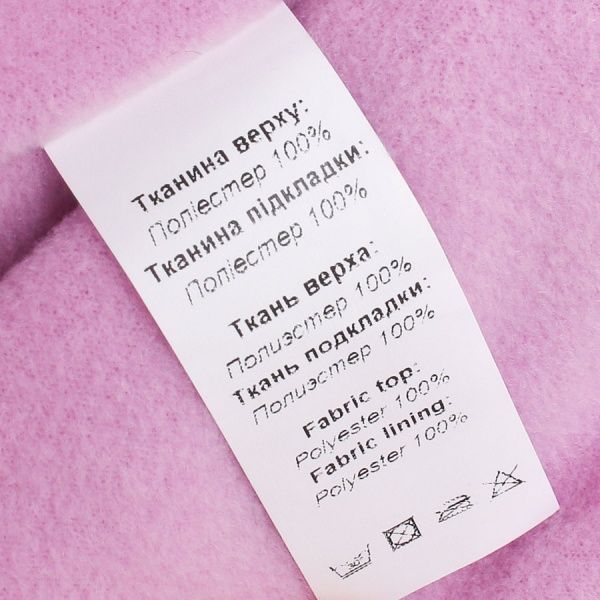 Тканина верху:
Поліестер 100%
Тканина підкладки:
Поліестер 100%
Ткань верха:
Полиэстер 100%
Ткань подкладки:
Полиэстер 100%
Fabric top:
Polyester 100%
Fabric lining:
Polyester 100%
30°